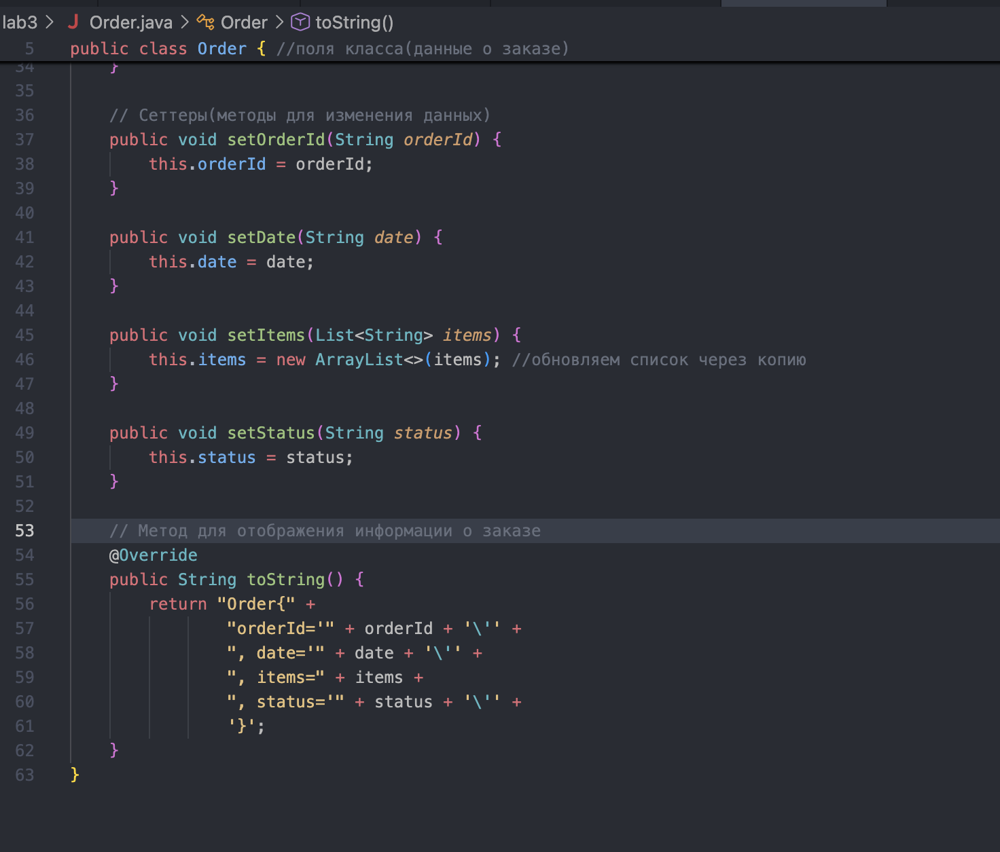 lab3 > J Order.java > Order > toString()
5 public class Order { //поля класса(данные о заказе)
34 }
35
36 // Сеттеры(методы для изменения данных)
37 public void setOrderId(String orderId) {
38 this.orderId = orderId;
39 }
40
41 public void setDate(String date) {
42 this.date = date;
43 }
44
45 public void setItems(List<String> items) {
46 this.items = new ArrayList<>(items); //обновляем список через копию
47 }
48
49 public void setStatus(String status) {
50 this.status = status;
51 }
52
53 // Метод для отображения информации о заказе
54 @Override
55 public String toString() {
56 return "Order{" +
57 "orderId='" + orderId + '\'' +
58 ", date='" + date + '\'' +
59 ", items=" + items +
60 ", status='" + status + '\'' +
61 '}';
62 }
63 }